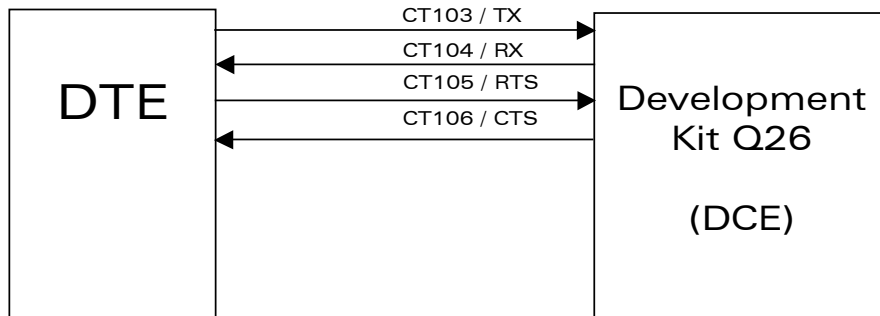 DTE
CT103 / TX
CT104 / RX
CT105 / RTS
CT106 / CTS
Development
Kit Q26
(DCE)